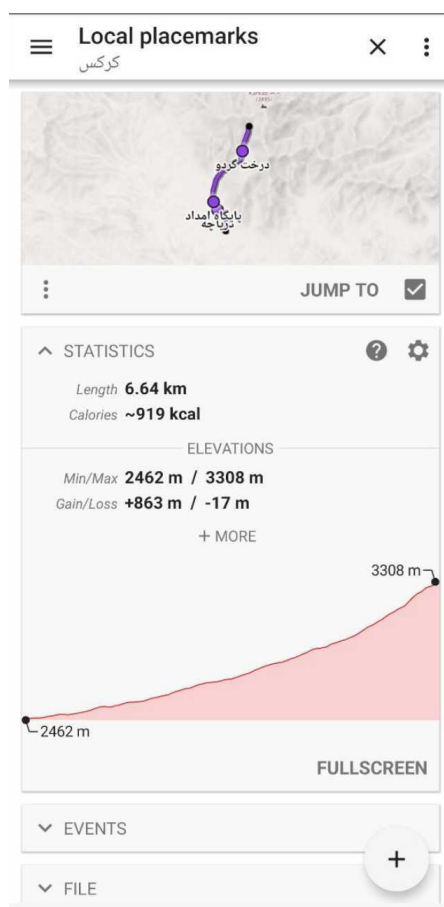 Local placemarks
کرکس
درخت گردو
پایگاه امداد
دریاچه
JUMP TO
STATISTICS
Length 6.64 km
Calories ~919 kcal
ELEVATIONS
Min/Max 2462 m / 3308 m
Gain/Loss +863 m / -17 m
+ MORE
3308 m
2462 m
FULLSCREEN
EVENTS
+
FILE